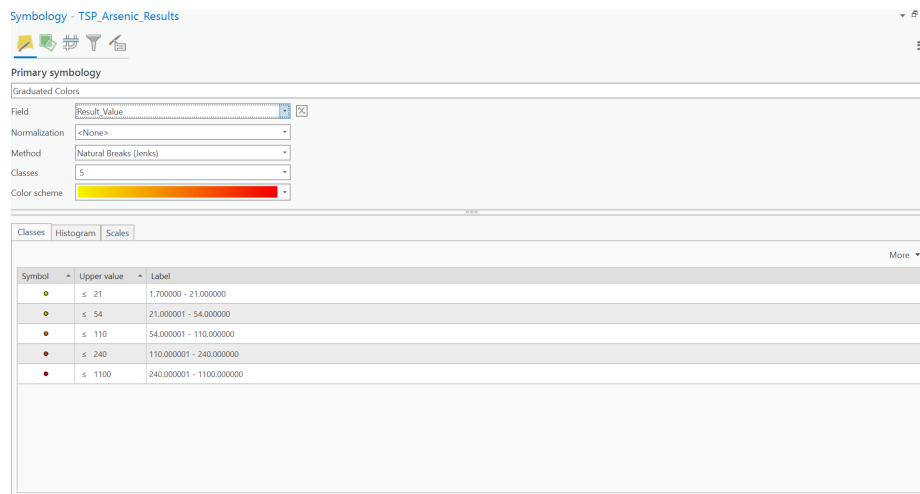 Symbology - TSP_Arsenic_Results
Primary symbology
Graduated Colors
Field Result_Value
Normalization <None>
Method Natural Breaks (Jenks)
Classes 5
Color scheme
Classes Histogram Scales
More
Symbol Upper value Label
≤ 21 1.700000 - 21.000000
≤ 54 21.000001 - 54.000000
≤ 110 54.000001 - 110.000000
≤ 240 110.000001 - 240.000000
≤ 1100 240.000001 - 1100.000000